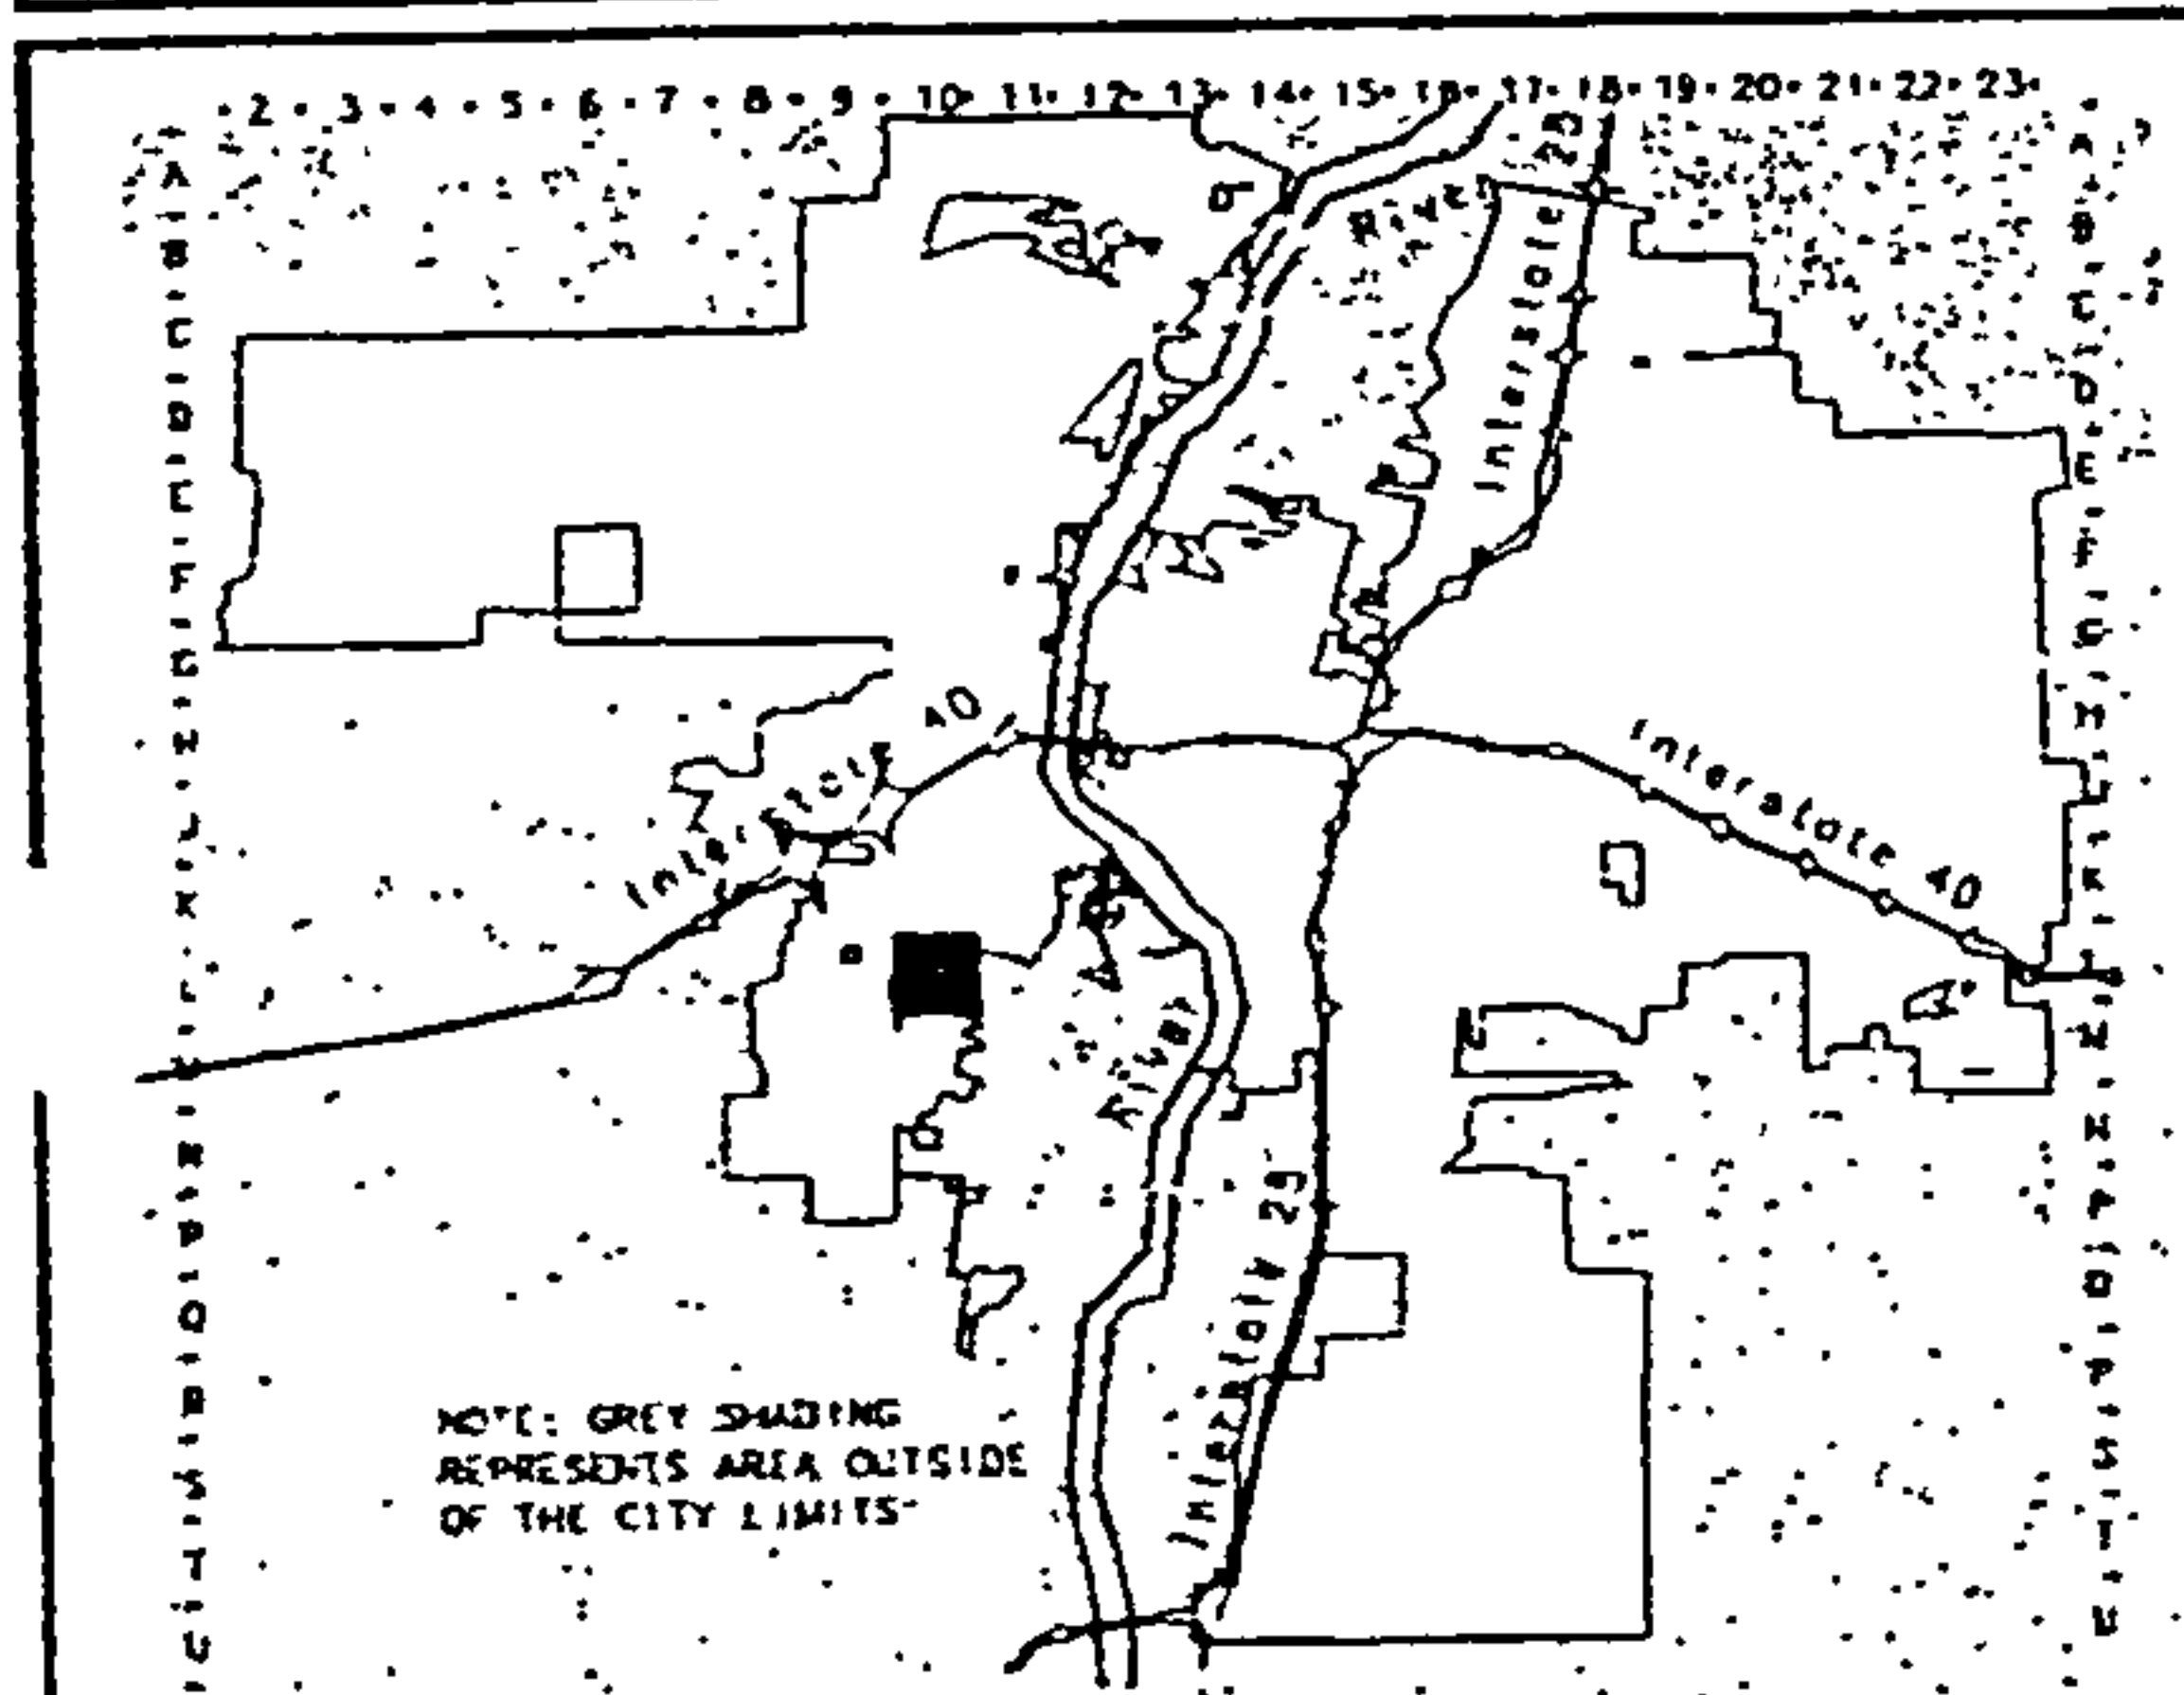 2 • 3 • 4 • 5 • 6 • 7 • 8 • 9 • 10 • 11 • 12 • 13 • 14 • 15 • 16 • 17 • 18 • 19 • 20 • 21 • 22 • 23
A
B
C
D
E
F
G
H
J
K
L
M
N
P
Q
R
S
T
U
A
B
C
D
E
F
G
H
J
K
L
M
N
P
Q
R
S
T
U
River
Interstate 25
Interstate 40
Interstate 40
River
Interstate 25
NOTE: GREY SHADING
REPRESENTS AREA OUTSIDE
OF THE CITY LIMITS